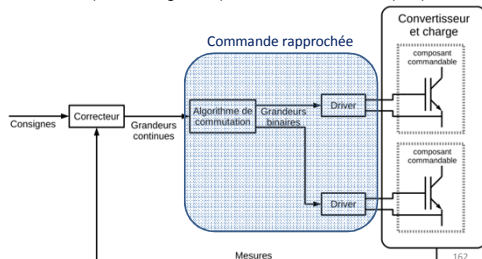 Convertisseur
et charge
Commande rapprochée
composant
commandable
Driver
Algorithme de
commutation
Grandeurs
binaires
Correcteur
Consignes
Grandeurs
continues
composant
commandable
Driver
Mesures
162